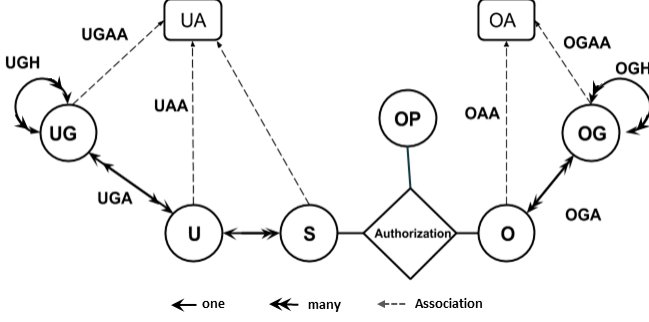 UGAA
UA
OA
OGAA
UGH
OGH
UAA
OP
OAA
UG
OG
UGA
OGA
U
S
Authorization
O
one
many
Association